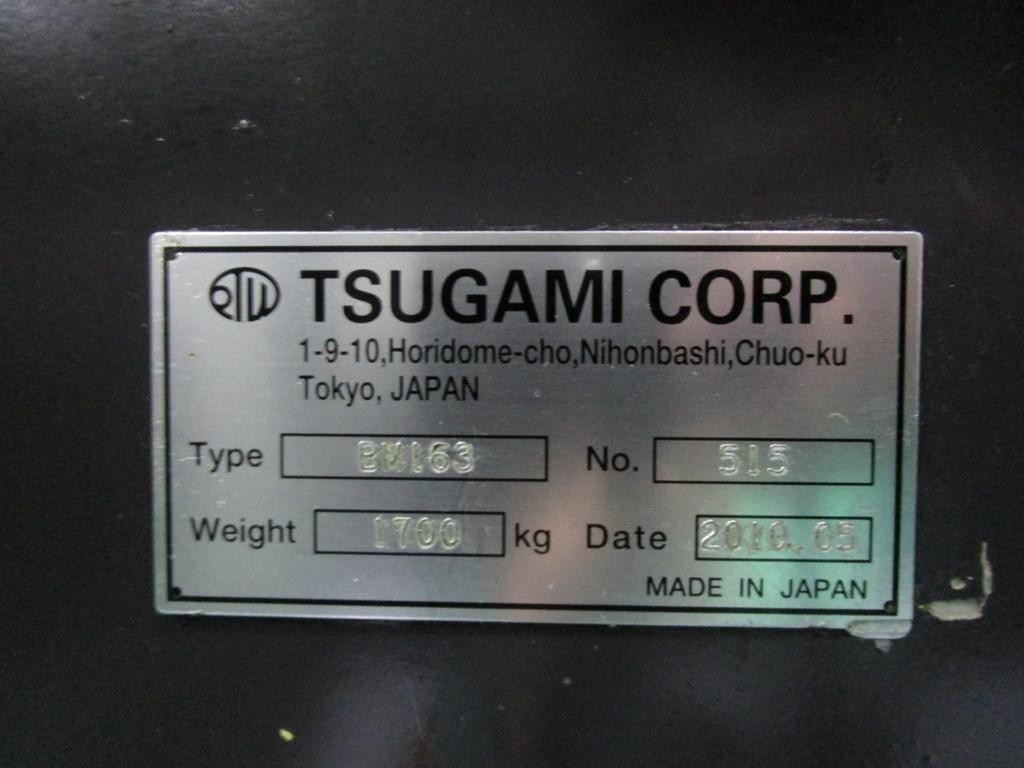 TSUGAMI CORP.
1-9-10,Horidome-cho,Nihonbashi,Chuo-ku
Tokyo, JAPAN
Type BM163 No. 515
Weight 1700 kg Date 2010.05
MADE IN JAPAN